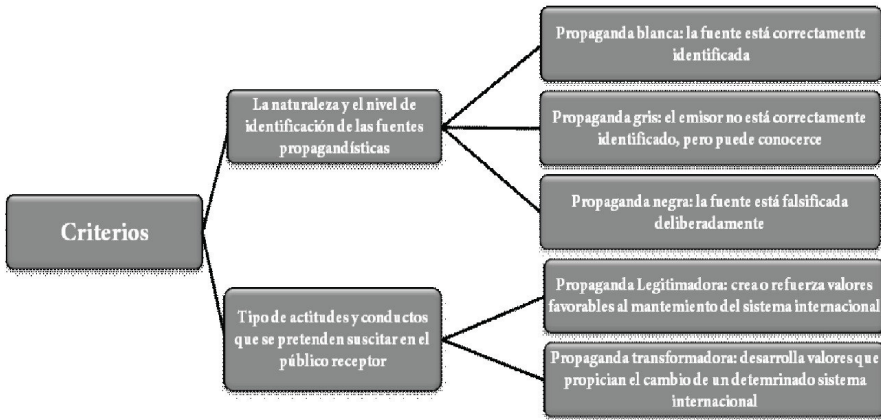 Criterios
La naturaleza y el nivel de
identificación de las fuentes
propagandísticas
Propaganda blanca: la fuente está correctamente
identificada
Propaganda gris: el emisor no está correctamente
identificado, pero puede conocerce
Propaganda negra: la fuente está falsificada
deliberadamente
Tipo de actitudes y conductos
que se pretenden suscitar en el
público receptor
Propaganda Legitimadora: crea o refuerza valores
favorables al mantemiento del sistema internacional
Propaganda transformadora: desarrolla valores que
propician el cambio de un detemrinado sistema
internacional